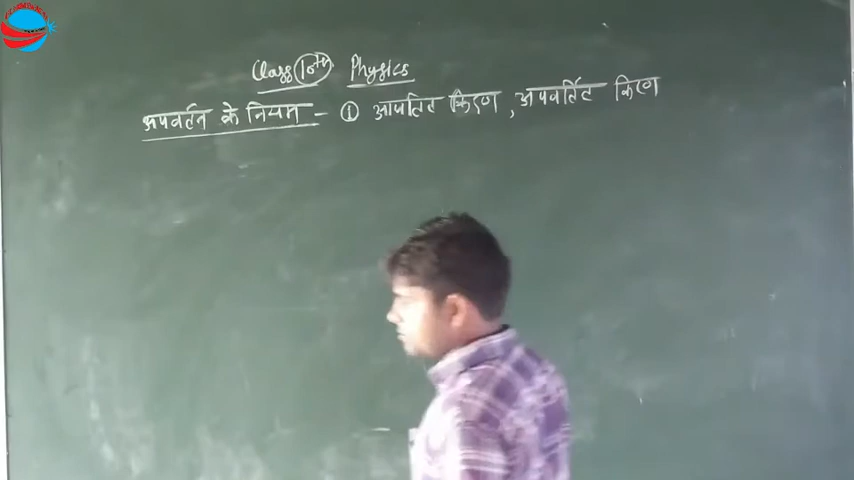 Class 10th Physics
अपवर्तन के नियम - ① आपतित किरण, अपवर्तित किरण